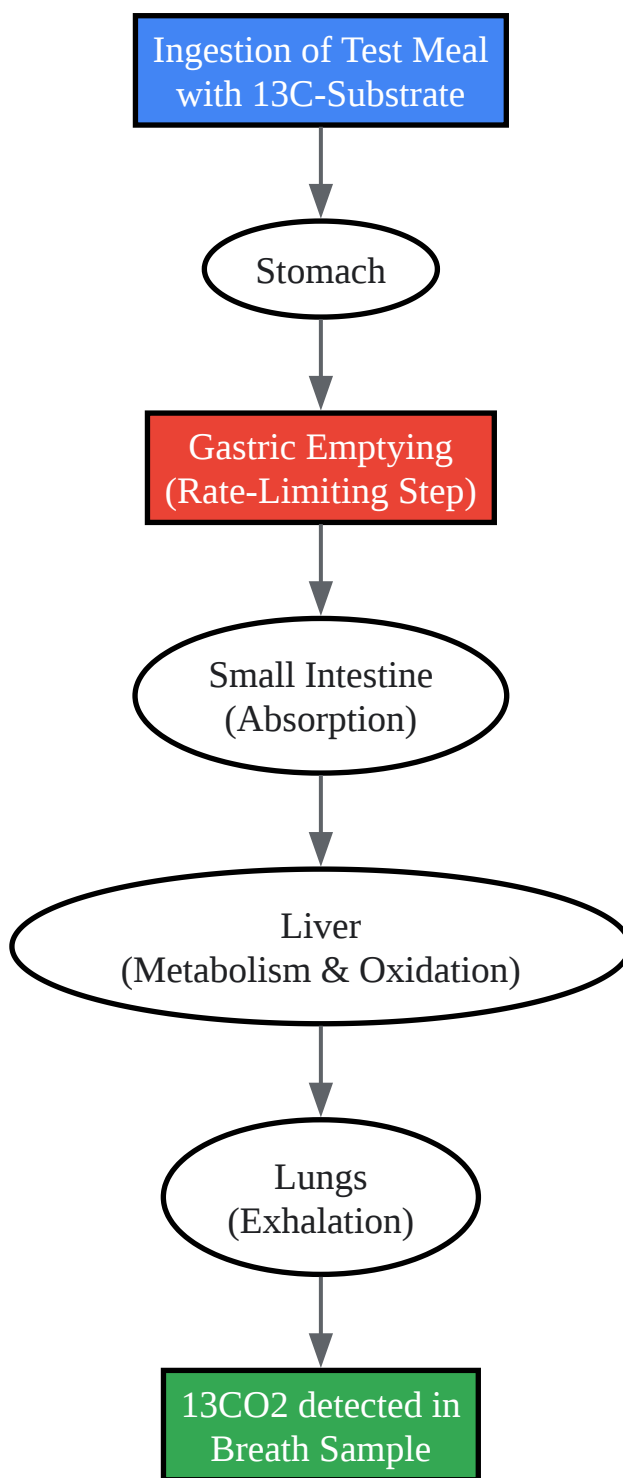 Ingestion of Test Meal
with 13C-Substrate
Stomach
Gastric Emptying
(Rate-Limiting Step)
Small Intestine
(Absorption)
Liver
(Metabolism & Oxidation)
Lungs
(Exhalation)
13CO2 detected in
Breath Sample